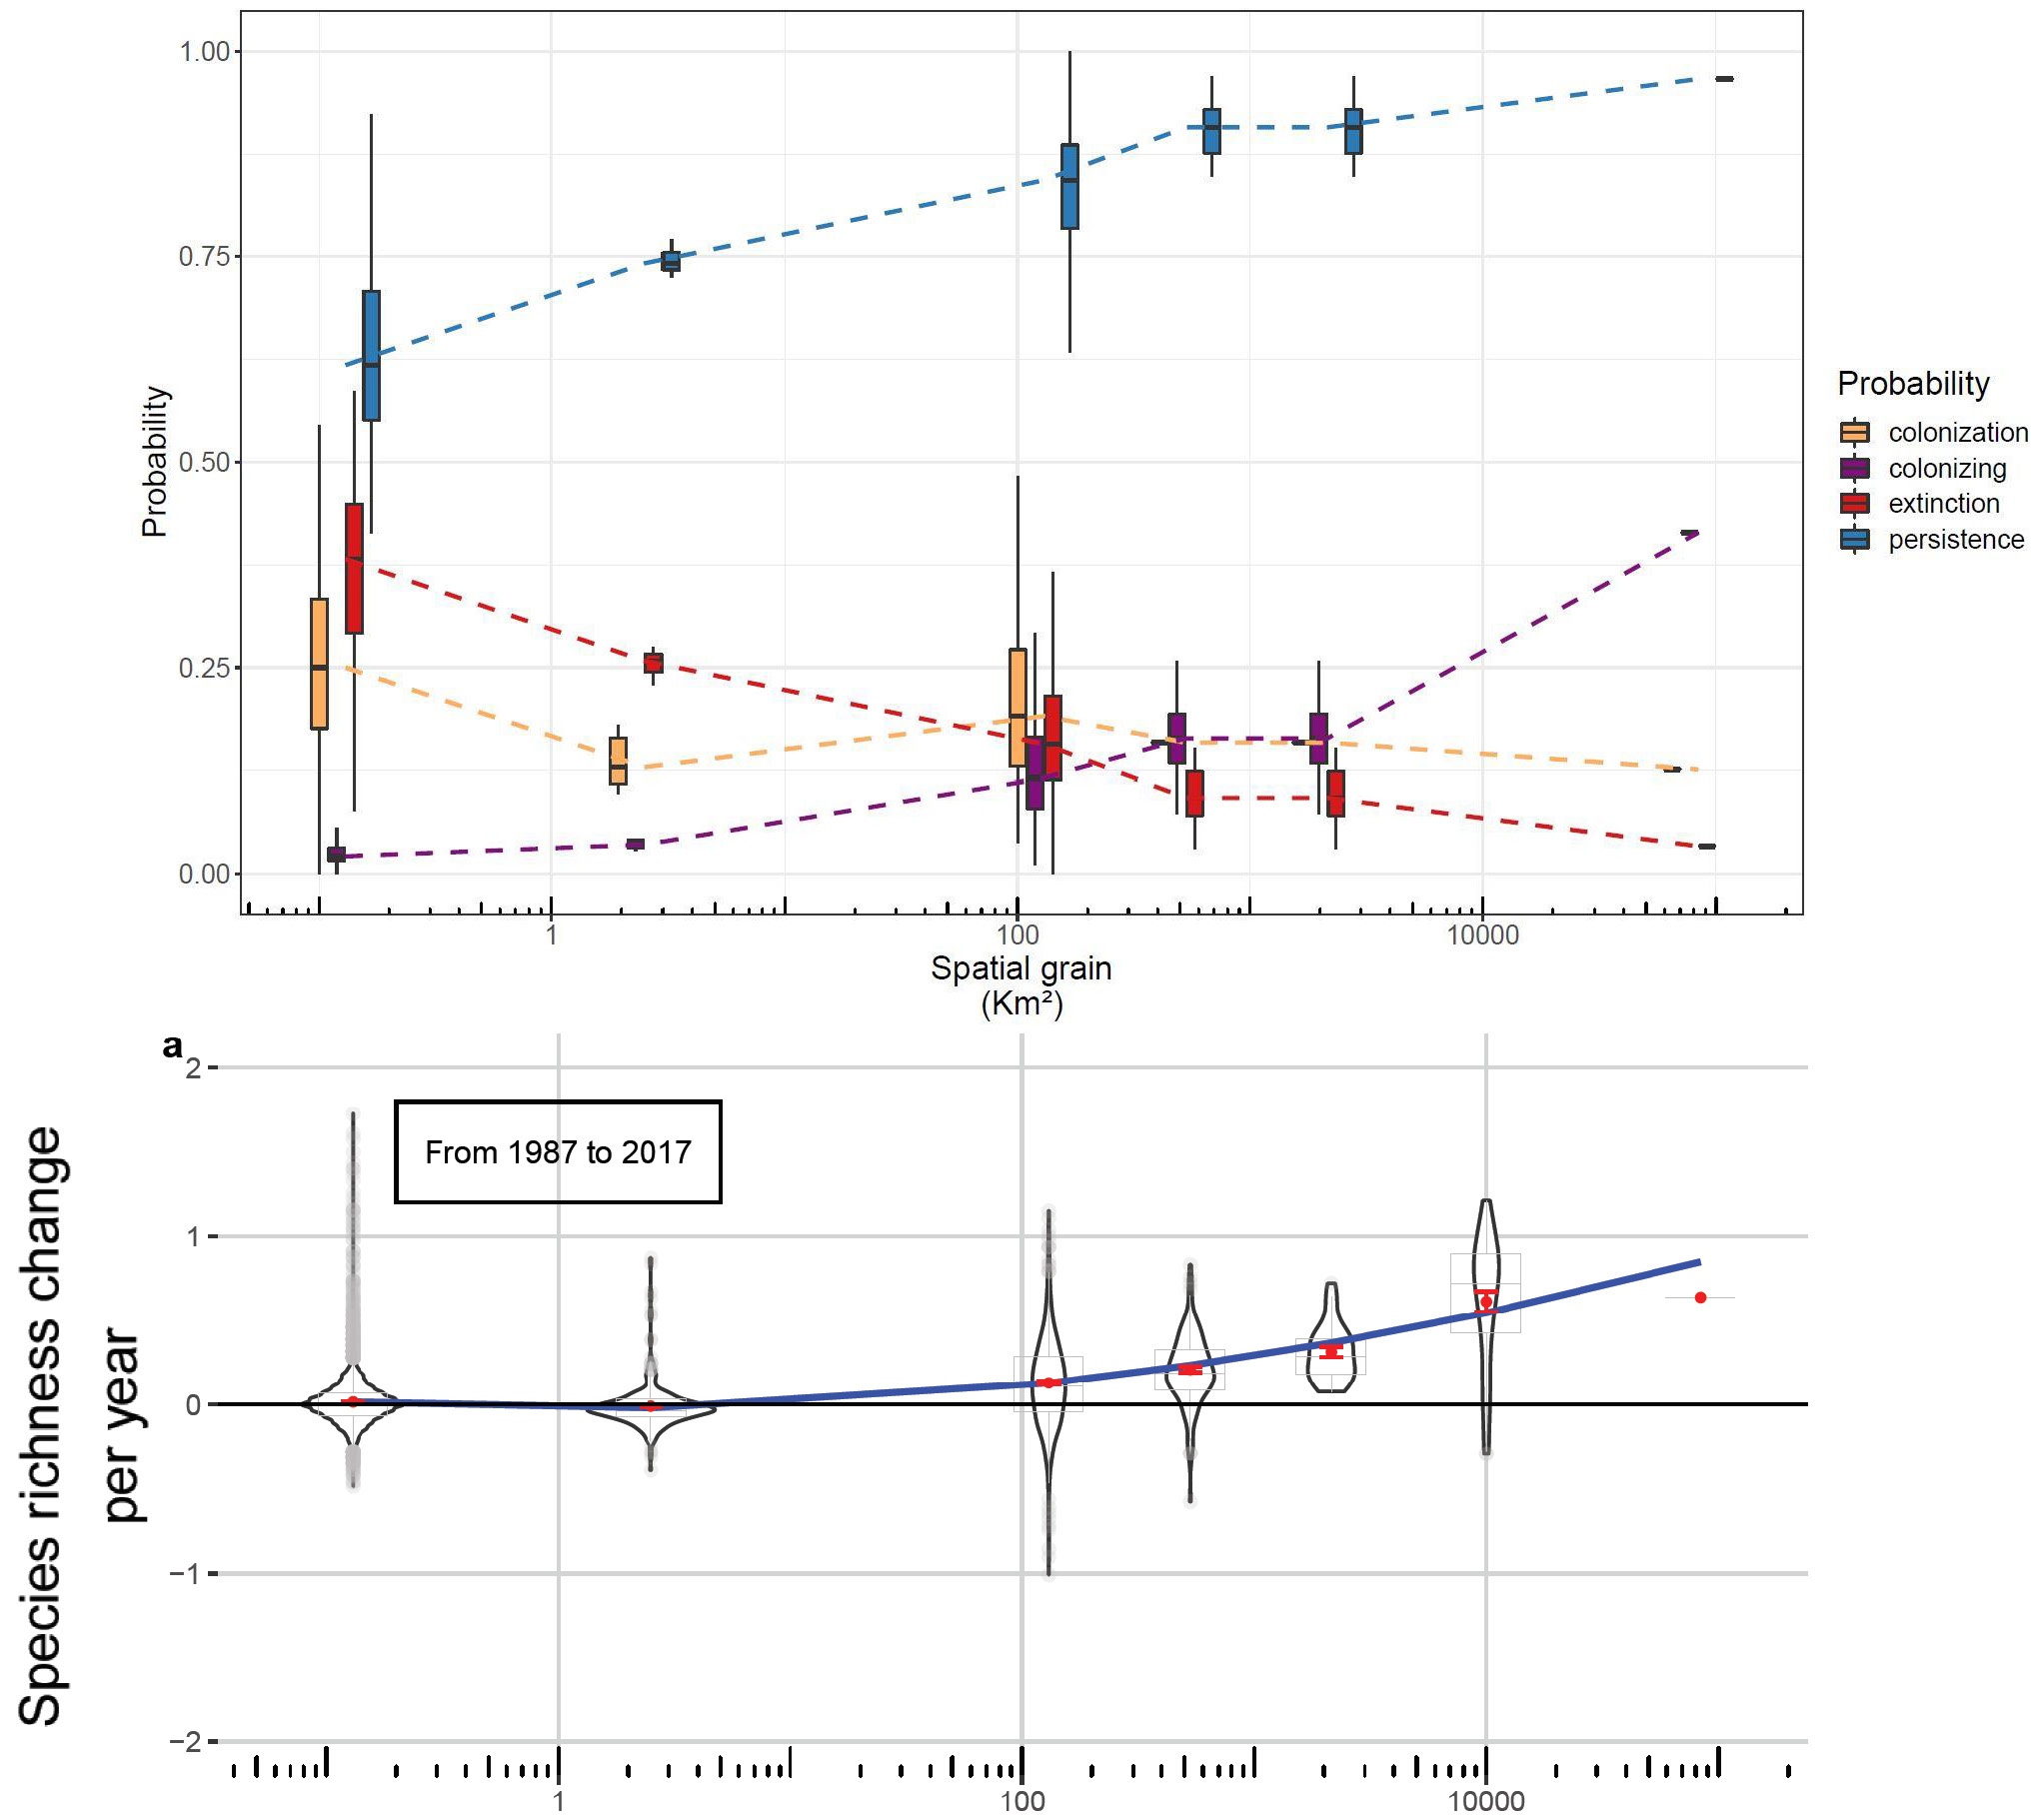 1.00
0.75
0.50
0.25
0.00
Probability
1
100
10000
Spatial grain
(Km²)
Probability
colonization
colonizing
extinction
persistence
a
Species richness change
per year
2
1
0
−1
−2
From 1987 to 2017
1
100
10000